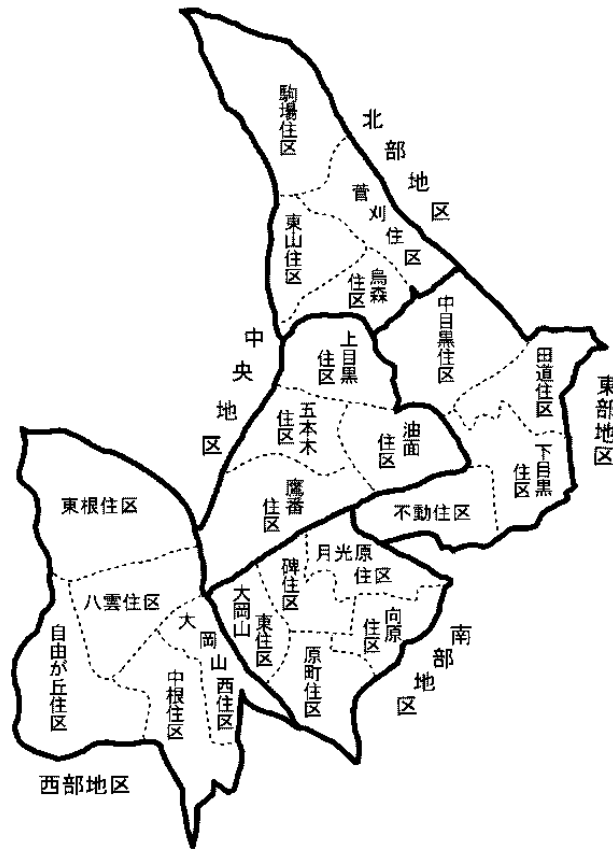 北部地区
駒場住区
菅刈住区
東山住区
烏森住区
中央地区
上目黒住区
五本木住区
油面住区
鷹番住区
東部地区
中目黒住区
田道住区
下目黒住区
不動住区
南部地区
月光原住区
碑住区
向原住区
大岡山東住区
原町住区
西部地区
東根住区
八雲住区
大岡山西住区
自由が丘住区
中根住区